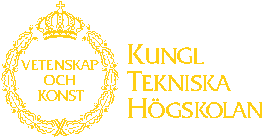 VETENSKAP
OCH
KONST
KUNGL
TEKNISKA
HÖGSKOLAN